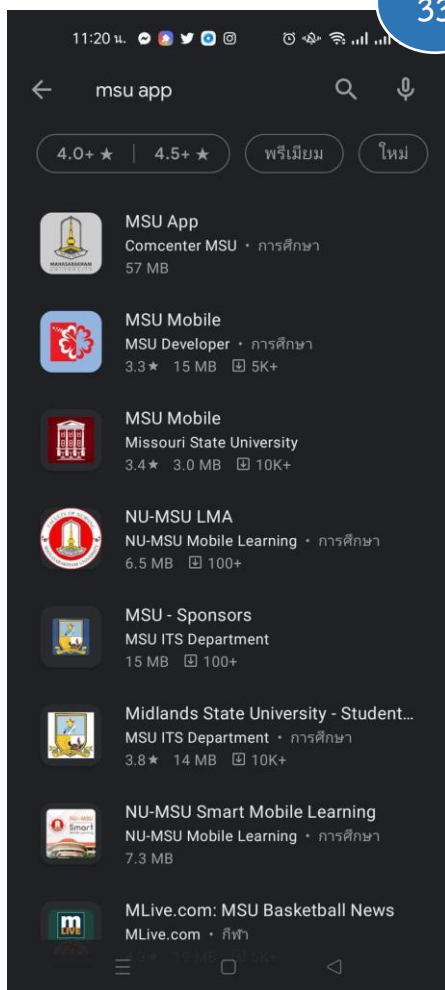 33
11:20 น.
msu app
4.0+ ★ | 4.5+ ★ พรีเมียม ใหม่
MSU App
Comcenter MSU • การศึกษา
57 MB
MSU Mobile
MSU Developer • การศึกษา
3.3★ 15 MB 5K+
MSU Mobile
Missouri State University
3.4★ 3.0 MB 10K+
NU-MSU LMA
NU-MSU Mobile Learning • การศึกษา
6.5 MB 100+
MSU - Sponsors
MSU ITS Department
15 MB 100+
Midlands State University - Student...
MSU ITS Department • การศึกษา
3.8★ 14 MB 10K+
NU-MSU Smart Mobile Learning
NU-MSU Mobile Learning • การศึกษา
7.3 MB
MLive.com: MSU Basketball News
MLive.com • กีฬา